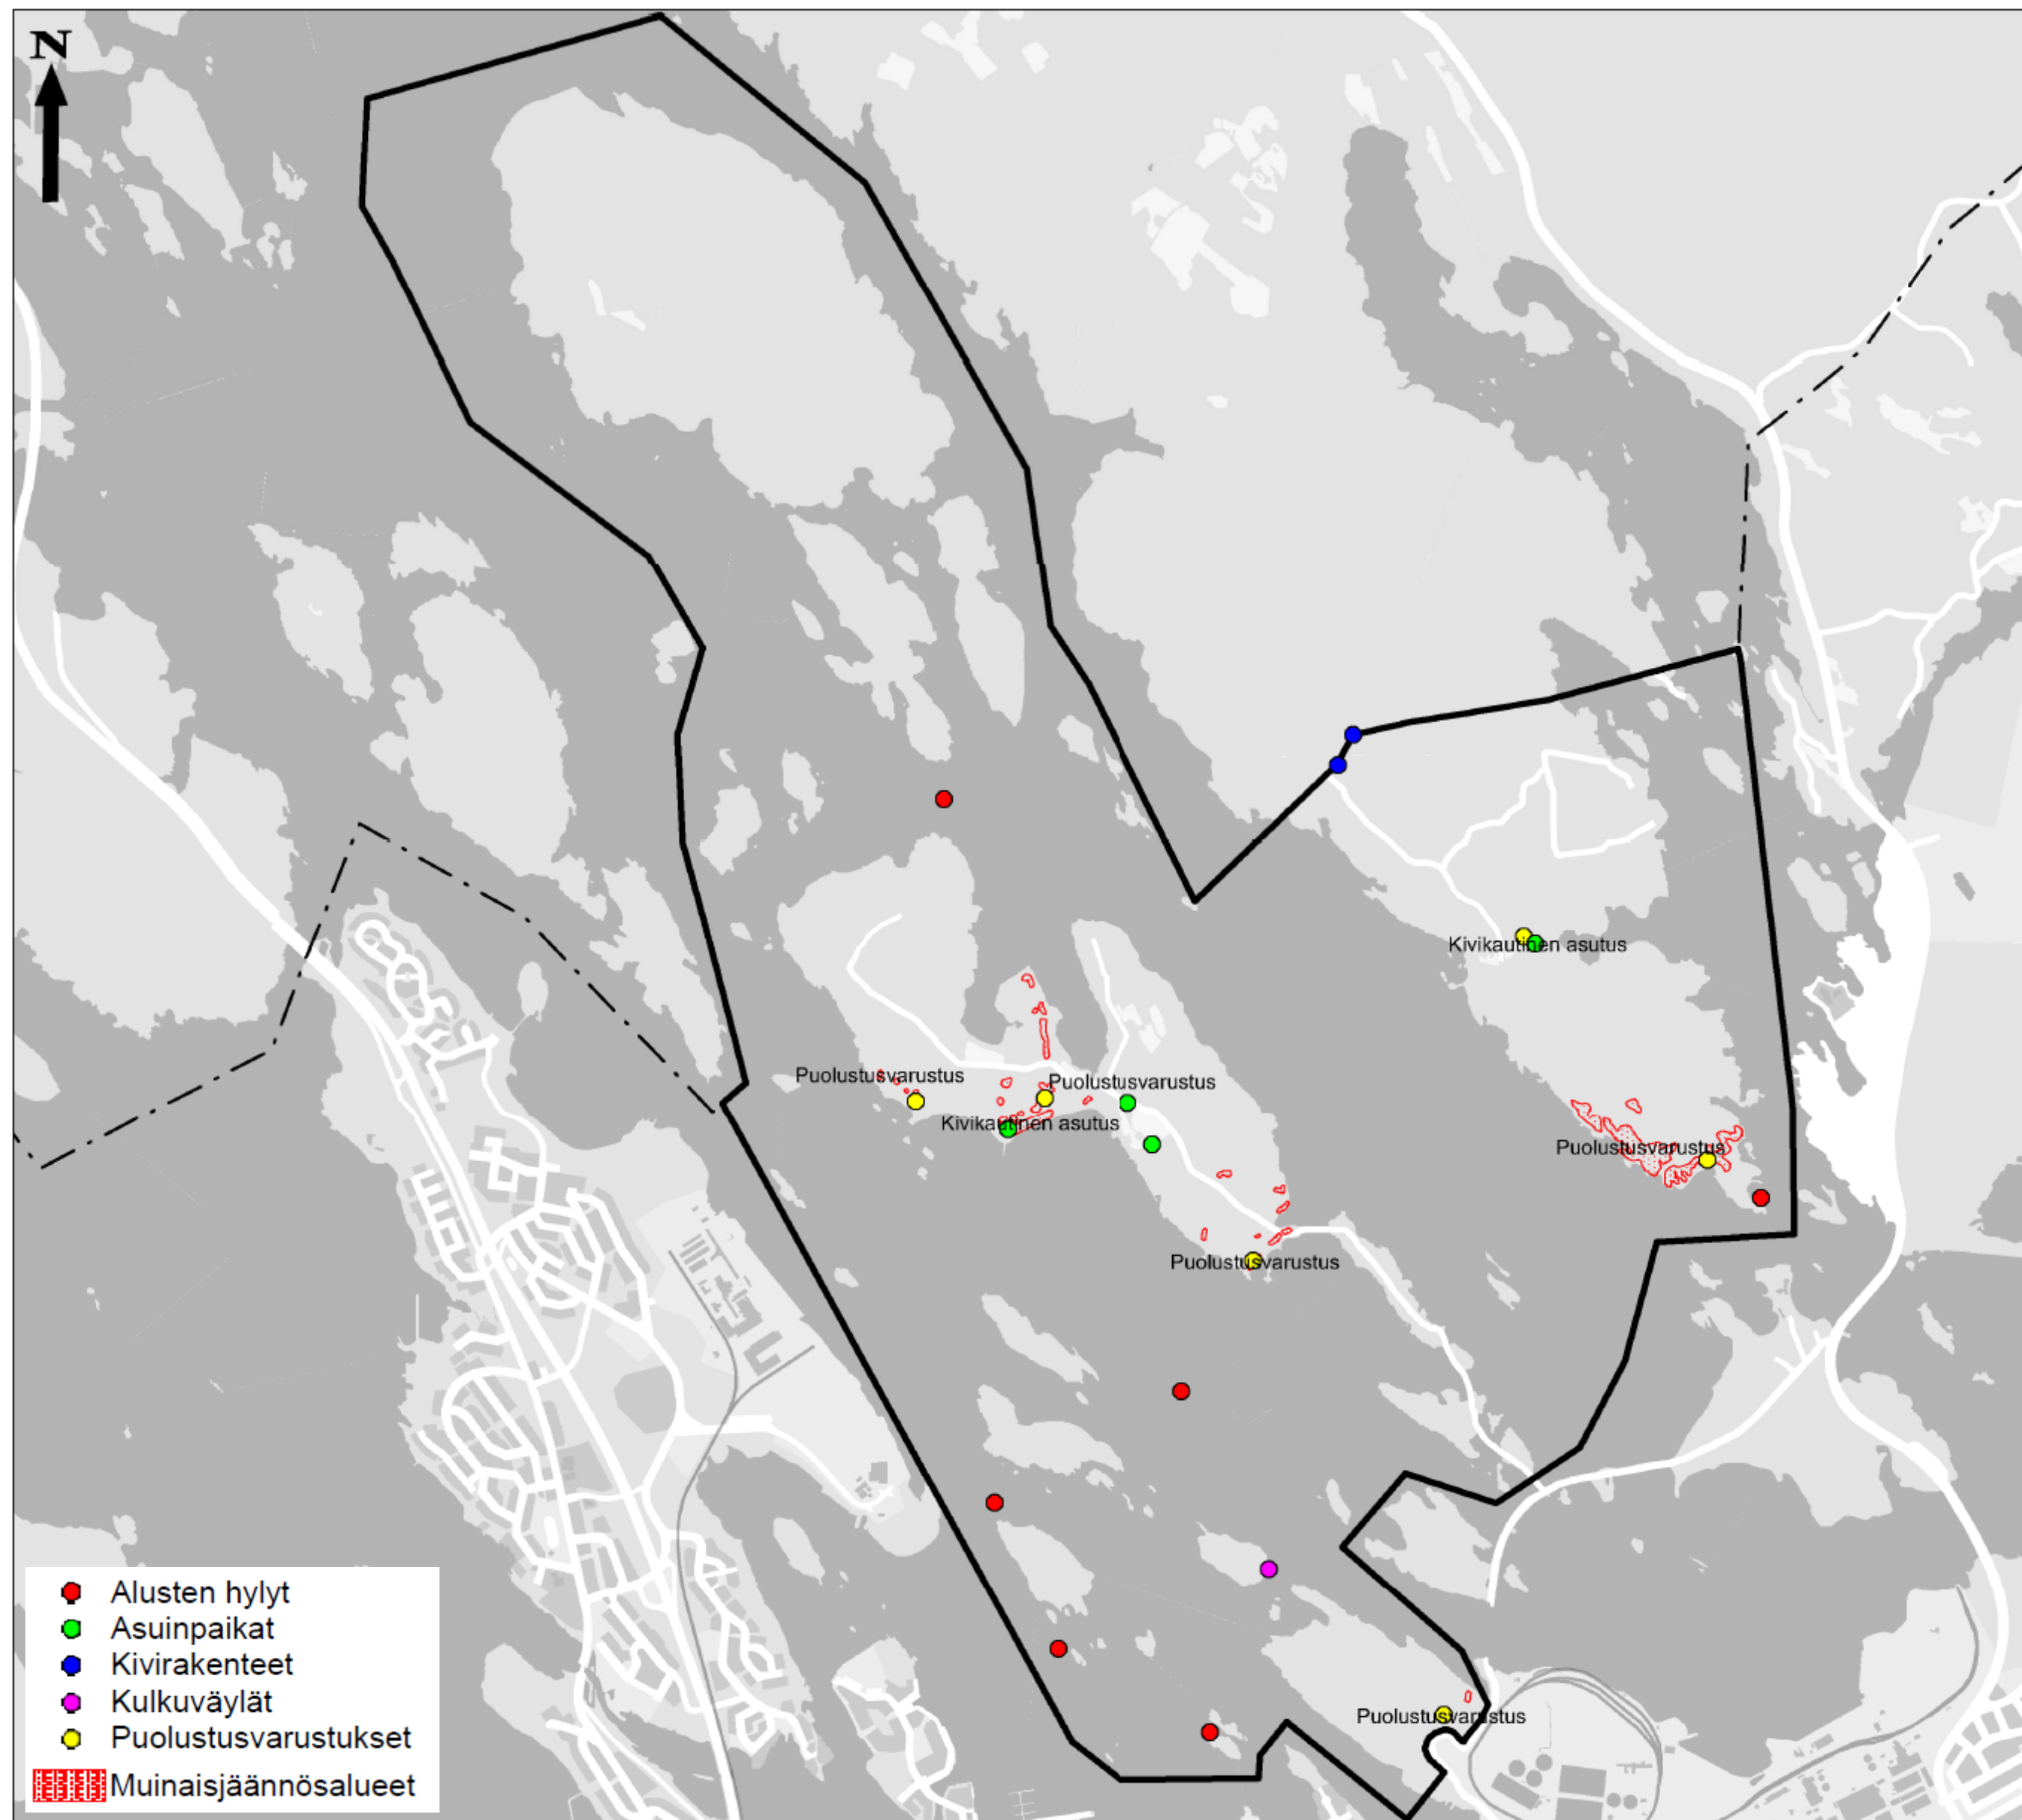 N
Kivikautinen asutus
Puolustusvarustus
Puolustusvarustus
Kivikautinen asutus
Puolustusvarustus
Puolustusvarustus
Puolustusvarustus
Alusten hylyt
Asuinpaikat
Kivirakenteet
Kulkuväylät
Puolustusvarustukset
Muinaisjäännösalueet